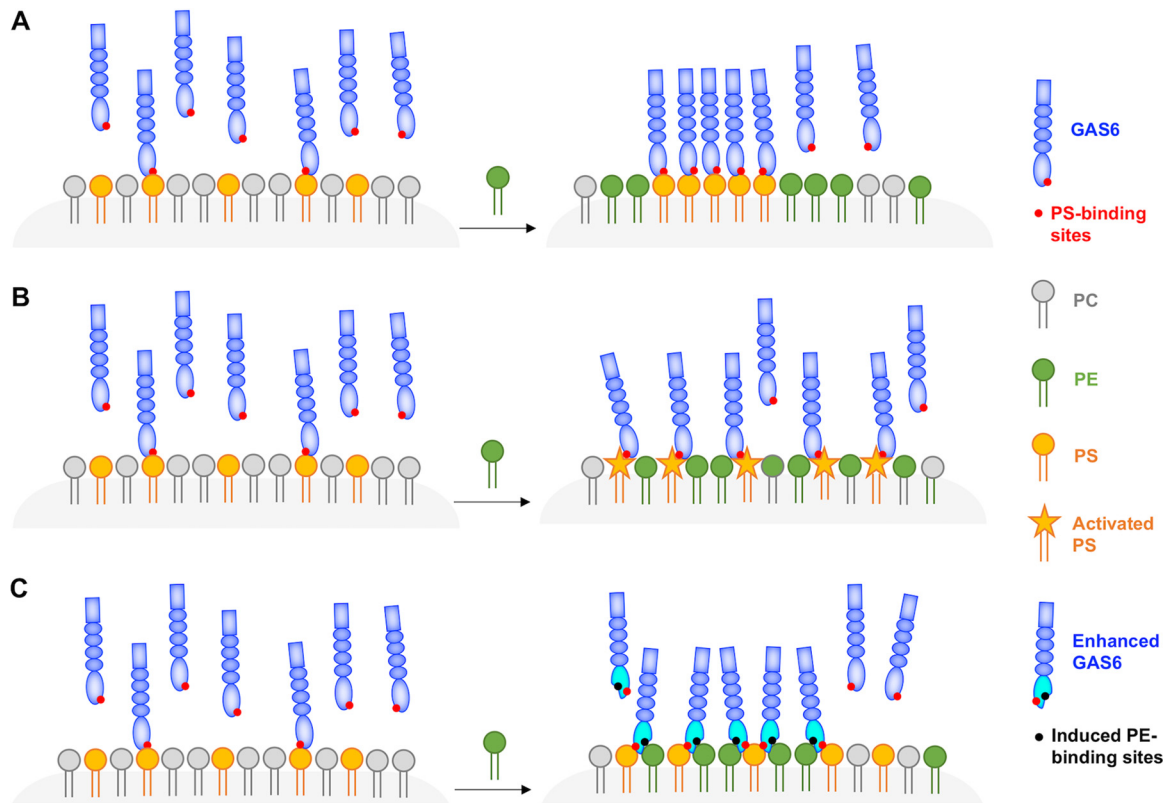 A
GAS6
PS-binding
sites
B
PC
PE
PS
Activated
PS
C
Enhanced
GAS6
Induced PE-
binding sites